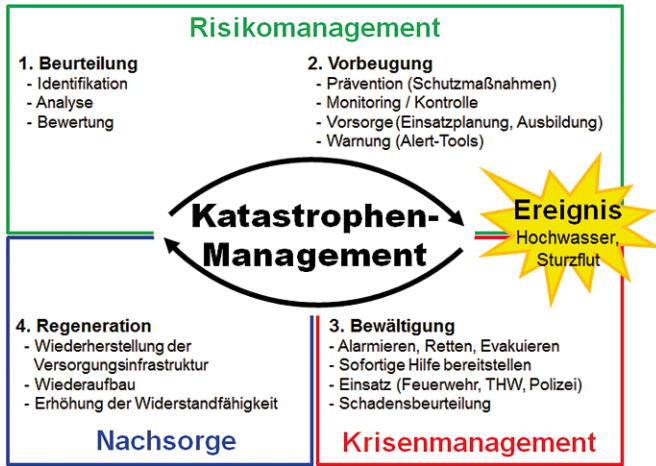 Risikomanagement
1. Beurteilung
- Identifikation
- Analyse
- Bewertung
2. Vorbeugung
- Prävention (Schutzmaßnahmen)
- Monitoring / Kontrolle
- Vorsorge (Einsatzplanung, Ausbildung)
- Warnung (Alert-Tools)
Katastrophen-
Management
Ereignis
Hochwasser,
Sturzflut
4. Regeneration
- Wiederherstellung der
Versorgungsinfrastruktur
- Wiederaufbau
- Erhöhung der Widerstandfähigkeit
Nachsorge
3. Bewältigung
- Alarmieren, Retten, Evakuieren
- Sofortige Hilfe bereitstellen
- Einsatz (Feuerwehr, THW, Polizei)
- Schadensbeurteilung
Krisenmanagement